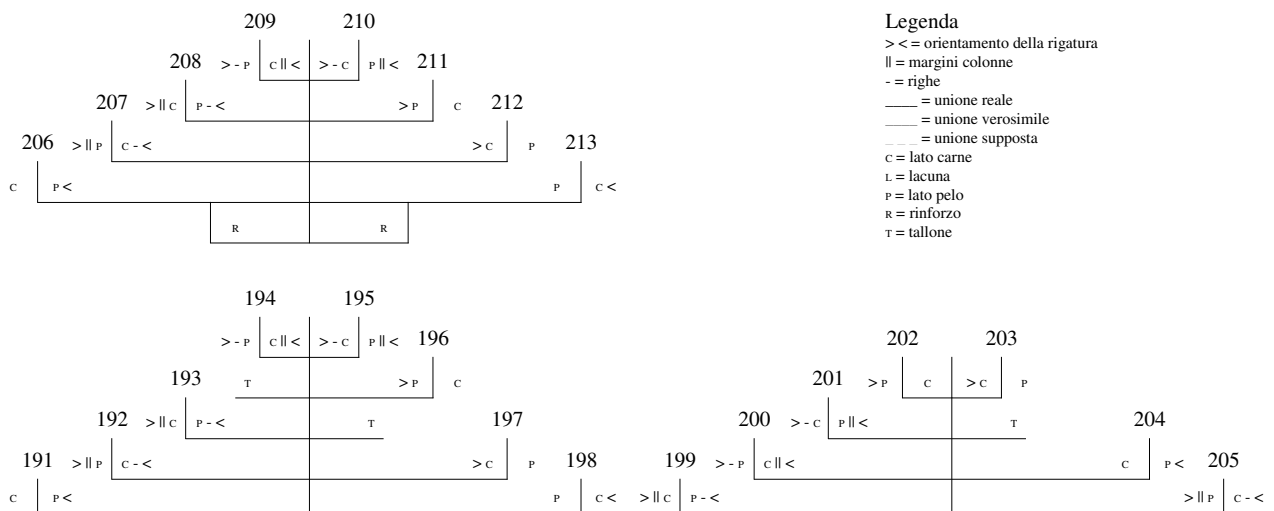 209 210
208 > - P C || < > - C P || < 211
207 > || C P - < > P C 212
206 > || P C - < > C P 213
C P < P C <
R R
Legenda
> < = orientamento della rigatura
|| = margini colonne
- = righe
____ = unione reale
____ = unione verosimile
_ _ _ = unione supposta
C = lato carne
L = lacuna
P = lato pelo
R = rinforzo
T = tallone
194 195
> - P C || < > - C P || < 196
193 T > P C
192 > || C P - < T 197
191 > || P C - < > C P 198
C P < P C <
202 203
201 > P C > C P
200 > - C P || < T 204
199 > - P C || < C P < 205
> || C P - < > || P C - <